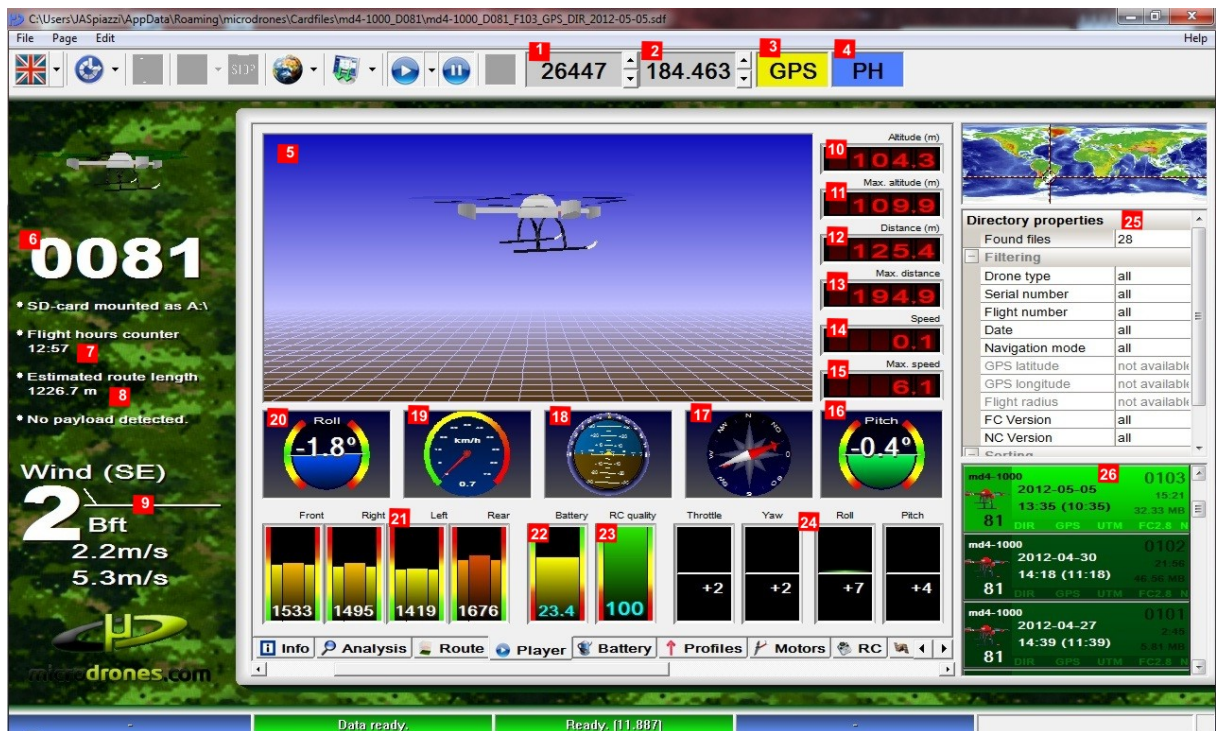 C:\Users\JASpiazzi\AppData\Roaming\microdrones\Cardfiles\md4-1000_D081\md4-1000_D081_F103_GPS_DIR_2012-05-05.sdf
File Page Edit Help
1 2 3 4
STOP 26447 184.463 GPS PH
5
6
0081
SD-card mounted as A:\
Flight hours counter
12:57 7
Estimated route length
1226.7 m 8
No payload detected.
Wind (SE)
2 9
Bft
2.2m/s
5.3m/s
microdrones.com
Altitude (m)
10 104.3
Max. altitude (m)
11 109.9
Distance (m)
12 125.4
Max. distance
13 194.9
Speed
14 0.1
Max. speed
15 6.1
20 Roll
-1.8°
19
km/h
0.7
18
17
N
NO
O
SO
S
SW
W
NW
16 Pitch
-0.4°
Front Right 21 Left Rear
1533 1495 1419 1676
Battery RC quality
22 23
23.4 100
Throttle Yaw 24 Roll Pitch
+2 +2 +7 +4
Info Analysis Route Player Battery Profiles Motors RC
Directory properties 25
Found files 28
Filtering
Drone type all
Serial number all
Flight number all
Date all
Navigation mode all
GPS latitude not available
GPS longitude not available
Flight radius not available
FC Version all
NC Version all
Sorting
26
md4-1000 0103
2012-05-05 15:21
13:35 (10:35) 32.33 MB
81 DIR GPS UTM FC2.8 N
md4-1000 0102
2012-04-30 21:56
14:18 (11:18) 46.56 MB
81 DIR GPS UTM FC2.8 N
md4-1000 0101
2012-04-27 2:45
14:39 (11:39) 5.81 MB
81 DIR GPS UTM FC2.8 N
- Data ready. Ready. (11.887) -